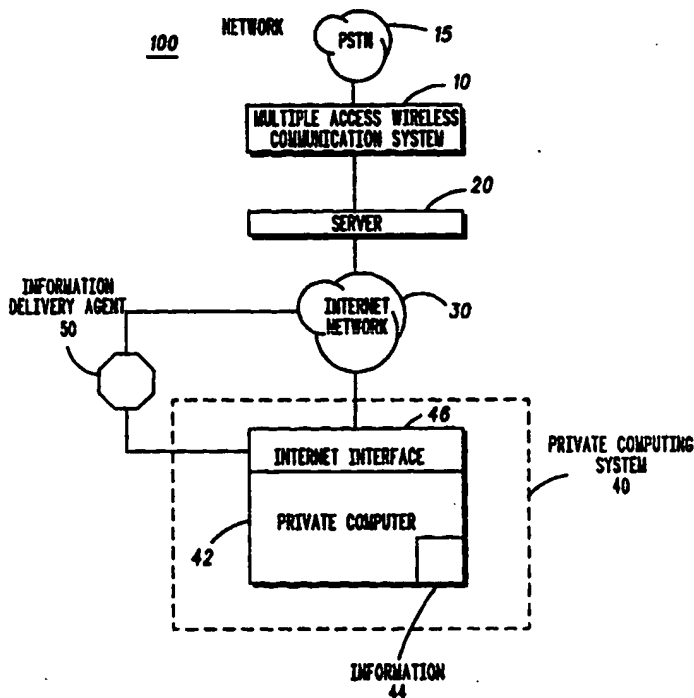 100
NETWORK
PSTN
15
10
MULTIPLE ACCESS WIRELESS
COMMUNICATION SYSTEM
20
SERVER
INFORMATION
DELIVERY AGENT
50
INTERNET
NETWORK
30
46
INTERNET INTERFACE
PRIVATE COMPUTING
SYSTEM
40
PRIVATE COMPUTER
42
INFORMATION
44